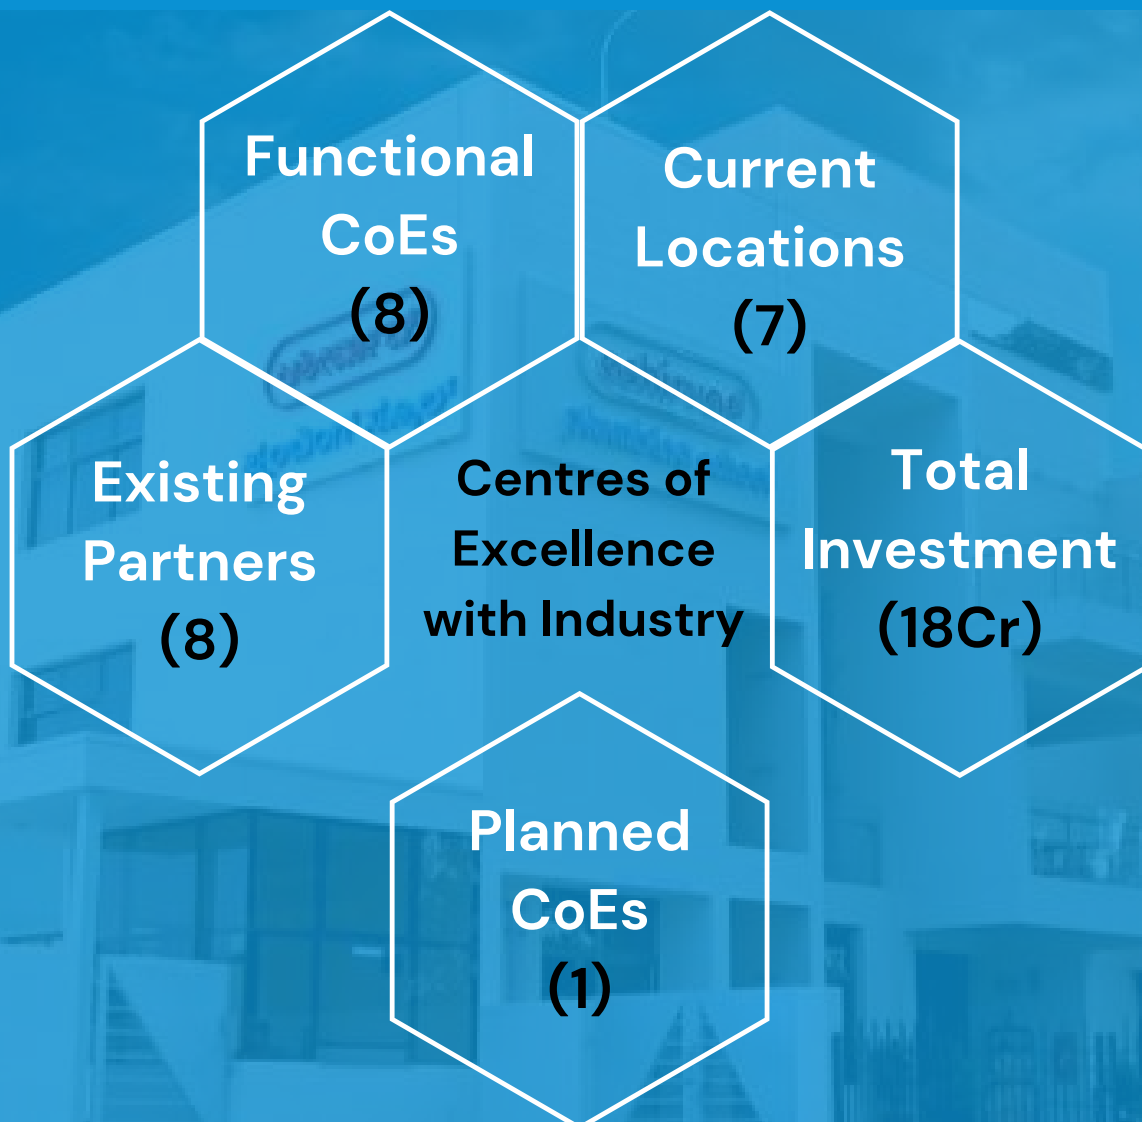 Functional
CoEs
(8)
Current
Locations
(7)
Existing
Partners
(8)
Centres of
Excellence
with Industry
Total
Investment
(18Cr)
Planned
CoEs
(1)